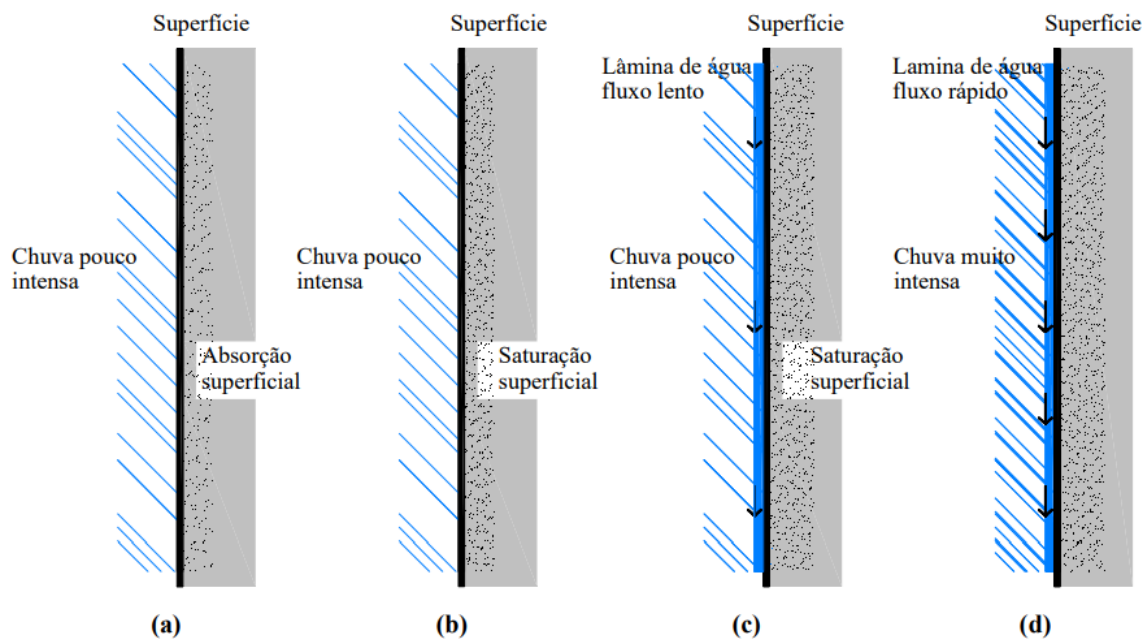 Superfície
Superfície
Superfície
Superfície
Lâmina de água
fluxo lento
Lamina de água
fluxo rápido
Chuva pouco
intensa
Chuva pouco
intensa
Chuva pouco
intensa
Chuva muito
intensa
Absorção
superficial
Saturação
superficial
Saturação
superficial
(a)
(b)
(c)
(d)